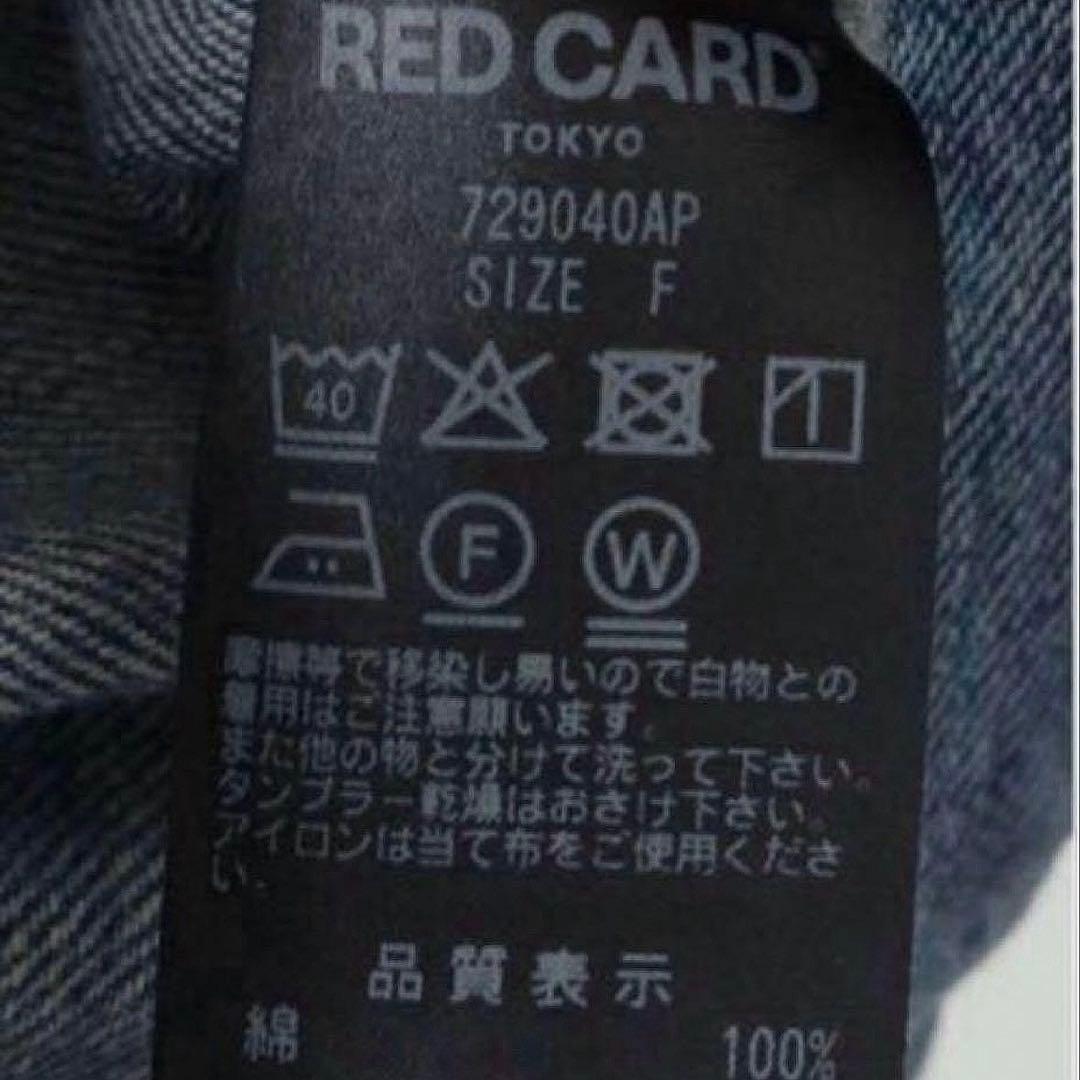 RED CARD
TOKYO
729040AP
SIZE F
40
F W
摩擦等で移染し易いので白物との
着用はご注意願います。
また他の物と分けて洗って下さい。
タンブラー乾燥はおさけ下さい。
アイロンは当て布をご使用くださ
い。
品質表示
綿 100%